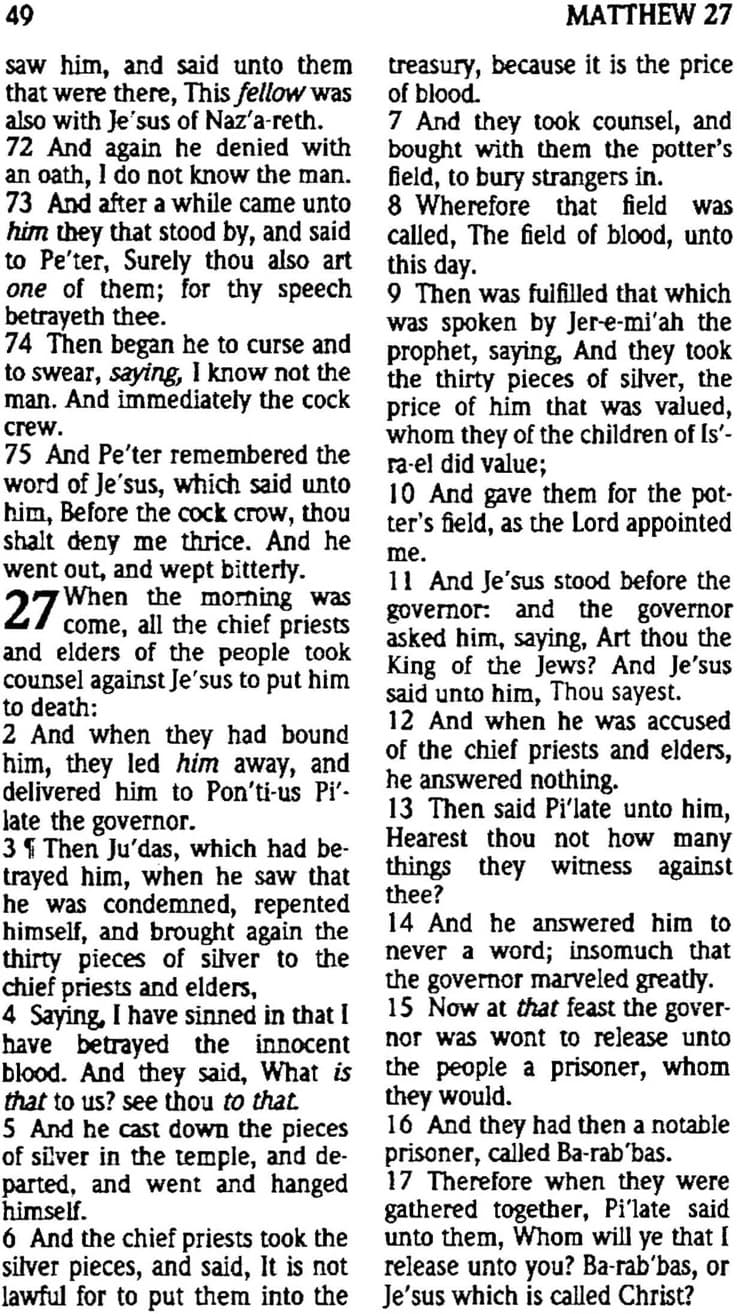 49
MATTHEW 27
saw him, and said unto them
that were there, This fellow was
also with Je'sus of Naz'a-reth.
72 And again he denied with
an oath, I do not know the man.
73 And after a while came unto
him they that stood by, and said
to Pe'ter, Surely thou also art
one of them; for thy speech
betrayeth thee.
74 Then began he to curse and
to swear, saying, I know not the
man. And immediately the cock
crew.
75 And Pe'ter remembered the
word of Je'sus, which said unto
him, Before the cock crow, thou
shalt deny me thrice. And he
went out, and wept bitterly.
27 When the morning was
come, all the chief priests
and elders of the people took
counsel against Je'sus to put him
to death:
2 And when they had bound
him, they led him away, and
delivered him to Pon'ti-us Pi'-
late the governor.
3 ¶ Then Ju'das, which had be-
trayed him, when he saw that
he was condemned, repented
himself, and brought again the
thirty pieces of silver to the
chief priests and elders,
4 Saying, I have sinned in that I
have betrayed the innocent
blood. And they said, What is
that to us? see thou to that.
5 And he cast down the pieces
of silver in the temple, and de-
parted, and went and hanged
himself.
6 And the chief priests took the
silver pieces, and said, It is not
lawful for to put them into the
treasury, because it is the price
of blood.
7 And they took counsel, and
bought with them the potter's
field, to bury strangers in.
8 Wherefore that field was
called, The field of blood, unto
this day.
9 Then was fulfilled that which
was spoken by Jer-e-mi'ah the
prophet, saying, And they took
the thirty pieces of silver, the
price of him that was valued,
whom they of the children of Is'-
ra-el did value;
10 And gave them for the pot-
ter's field, as the Lord appointed
me.
11 And Je'sus stood before the
governor: and the governor
asked him, saying, Art thou the
King of the Jews? And Je'sus
said unto him, Thou sayest.
12 And when he was accused
of the chief priests and elders,
he answered nothing.
13 Then said Pi'late unto him,
Hearest thou not how many
things they witness against
thee?
14 And he answered him to
never a word; insomuch that
the governor marveled greatly.
15 Now at that feast the gover-
nor was wont to release unto
the people a prisoner, whom
they would.
16 And they had then a notable
prisoner, called Ba-rab'bas.
17 Therefore when they were
gathered together, Pi'late said
unto them, Whom will ye that I
release unto you? Ba-rab'bas, or
Je'sus which is called Christ?